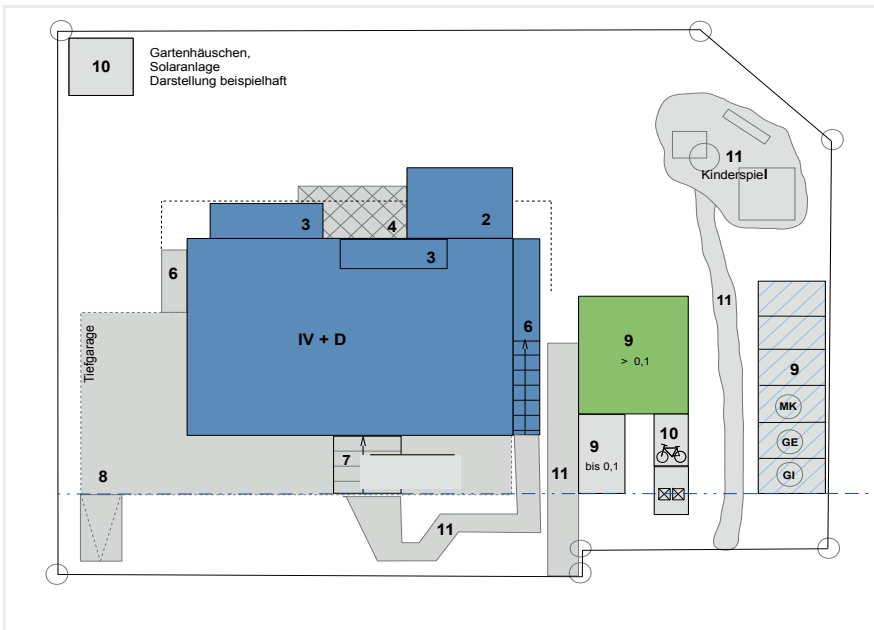 10
Gartenhäuschen,
Solaranlage
Darstellung beispielhaft
11
Kinderspiel
2
3
4
3
6
6
11
Tiefgarage
IV + D
9
> 0,1
9
MK
GE
GI
9
bis 0,1
10
7
8
11
11